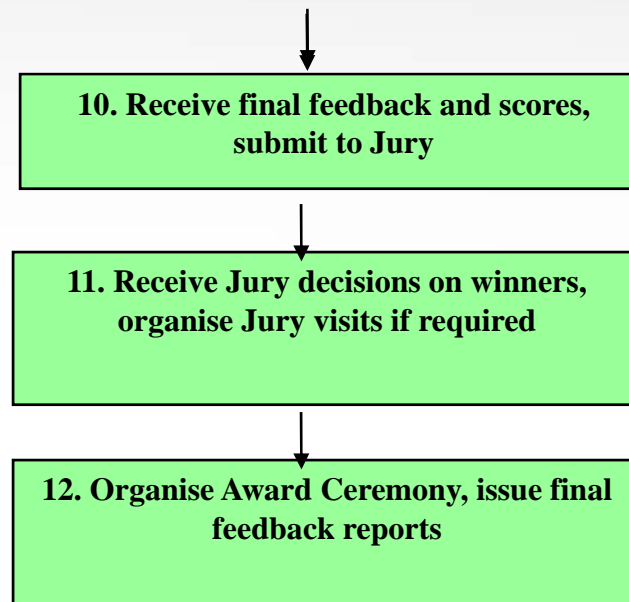 10. Receive final feedback and scores,
submit to Jury
11. Receive Jury decisions on winners,
organise Jury visits if required
12. Organise Award Ceremony, issue final
feedback reports